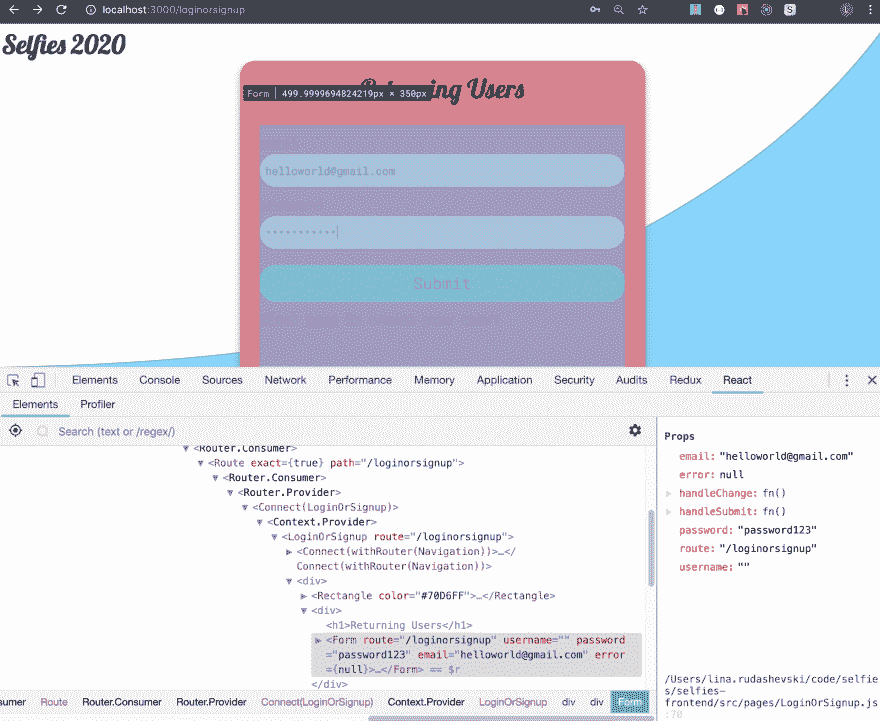 localhost:3000/loginorsignup
Selfies 2020
Returning Users
Form | 499.9999694824219px × 350px
helloworld@gmail.com
Submit
Elements Console Sources Network Performance Memory Application Security Audits Redux React
Elements Profiler
Search (text or /regex/)
<Router.Consumer>
<Route exact={true} path="/loginorsignup">
<Router.Consumer>
<Router.Provider>
<Connect(LoginOrSignup)>
<Context.Provider>
<LoginOrSignup route="/loginorsignup">
<Connect(withRouter(Navigation))>…</
Connect(withRouter(Navigation))>
<div>
<Rectangle color="#70D6FF">…</Rectangle>
<div>
<h1>Returning Users</h1>
<Form route="/loginorsignup" username="" password
="password123" email="helloworld@gmail.com" error
={null}>…</Form> == $r
</div>
sumer Route Router.Consumer Router.Provider Connect(LoginOrSignup) Context.Provider LoginOrSignup div div Form
Props
email: "helloworld@gmail.com"
error: null
handleChange: fn()
handleSubmit: fn()
password: "password123"
route: "/loginorsignup"
username: ""
/Users/lina.rudashevski/code/selfie
s/selfies-
frontend/src/pages/LoginOrSignup.js
:70